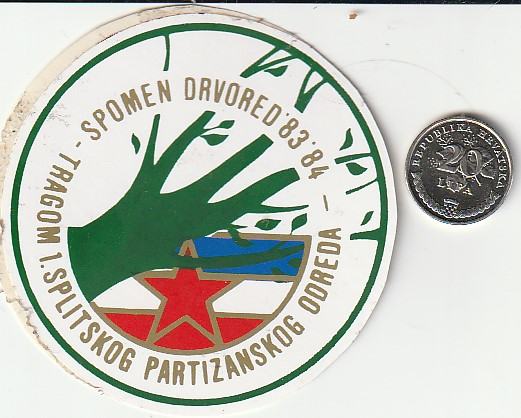 SPOMEN DRVORED '83 '84 -
TRAGOM 1. SPLITSKOG PARTIZANSKOG ODREDA -
REPUBLIKA HRVATSKA
20
LIPA